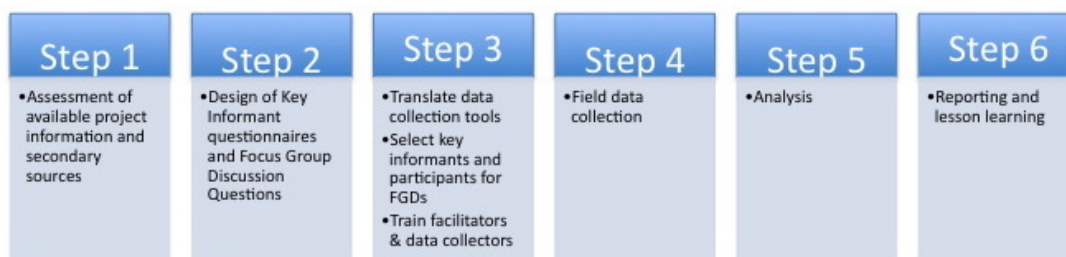 Step 1
•Assessment of
available project
information and
secondary
sources
Step 2
•Design of Key
Informant
questionnaires
and Focus Group
Discussion
Questions
Step 3
•Translate data
collection tools
•Select key
informants and
participants for
FGDs
•Train facilitators
& data collectors
Step 4
•Field data
collection
Step 5
•Analysis
Step 6
•Reporting and
lesson learning